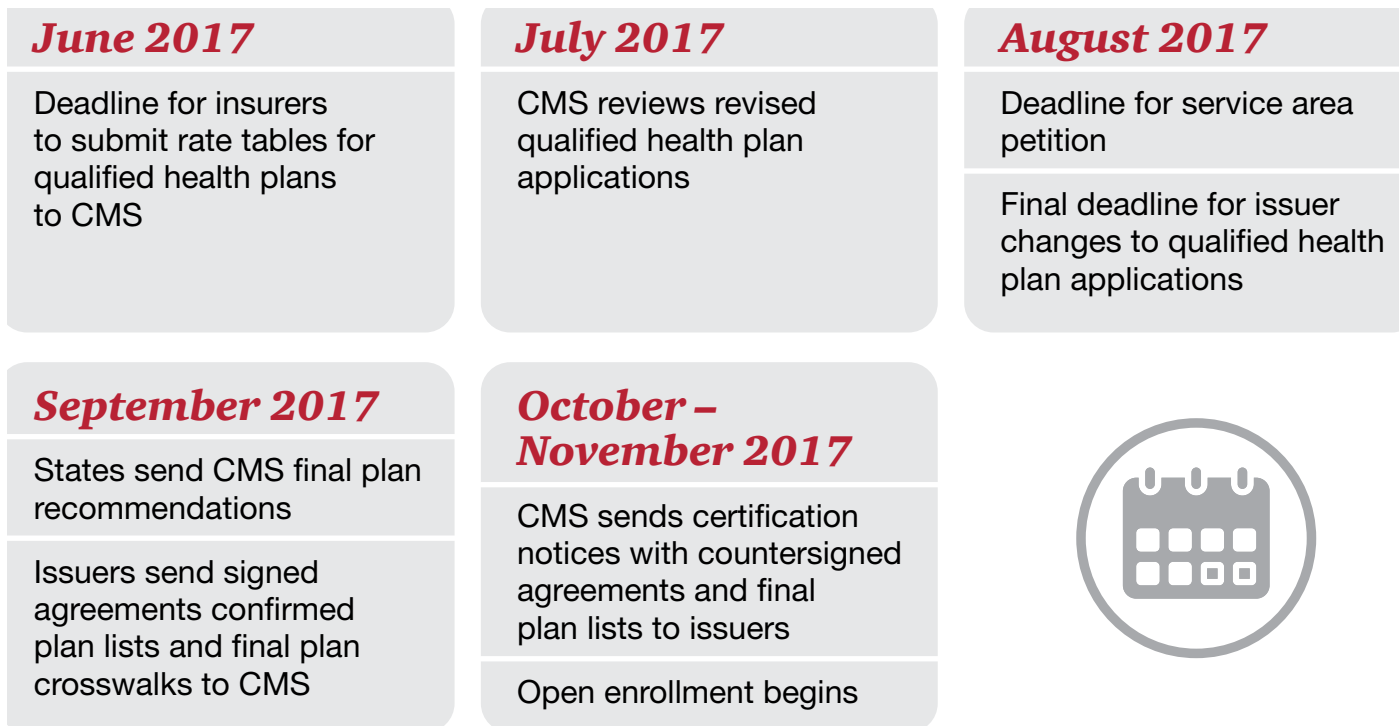 June 2017
Deadline for insurers
to submit rate tables for
qualified health plans
to CMS
July 2017
CMS reviews revised
qualified health plan
applications
August 2017
Deadline for service area
petition
Final deadline for issuer
changes to qualified health
plan applications
September 2017
States send CMS final plan
recommendations
Issuers send signed
agreements confirmed
plan lists and final plan
crosswalks to CMS
October –
November 2017
CMS sends certification
notices with countersigned
agreements and final
plan lists to issuers
Open enrollment begins